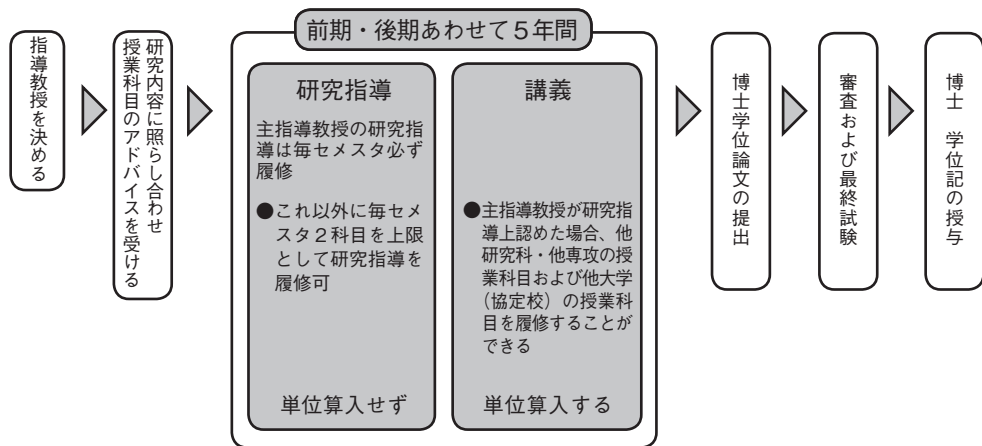 指導教授を決める
研究内容に照らし合わせ
授業科目のアドバイスを受ける
前期・後期あわせて５年間
研究指導
主指導教授の研究指
導は毎セメスタ必ず
履修
●これ以外に毎セメ
スタ２科目を上限
として研究指導を
履修可
単位算入せず
講義
●主指導教授が研究指
導上認めた場合、他
研究科・他専攻の授
業科目および他大学
（協定校）の授業科
目を履修することが
できる
単位算入する
博士学位論文の提出
審査および最終試験
博士　学位記の授与